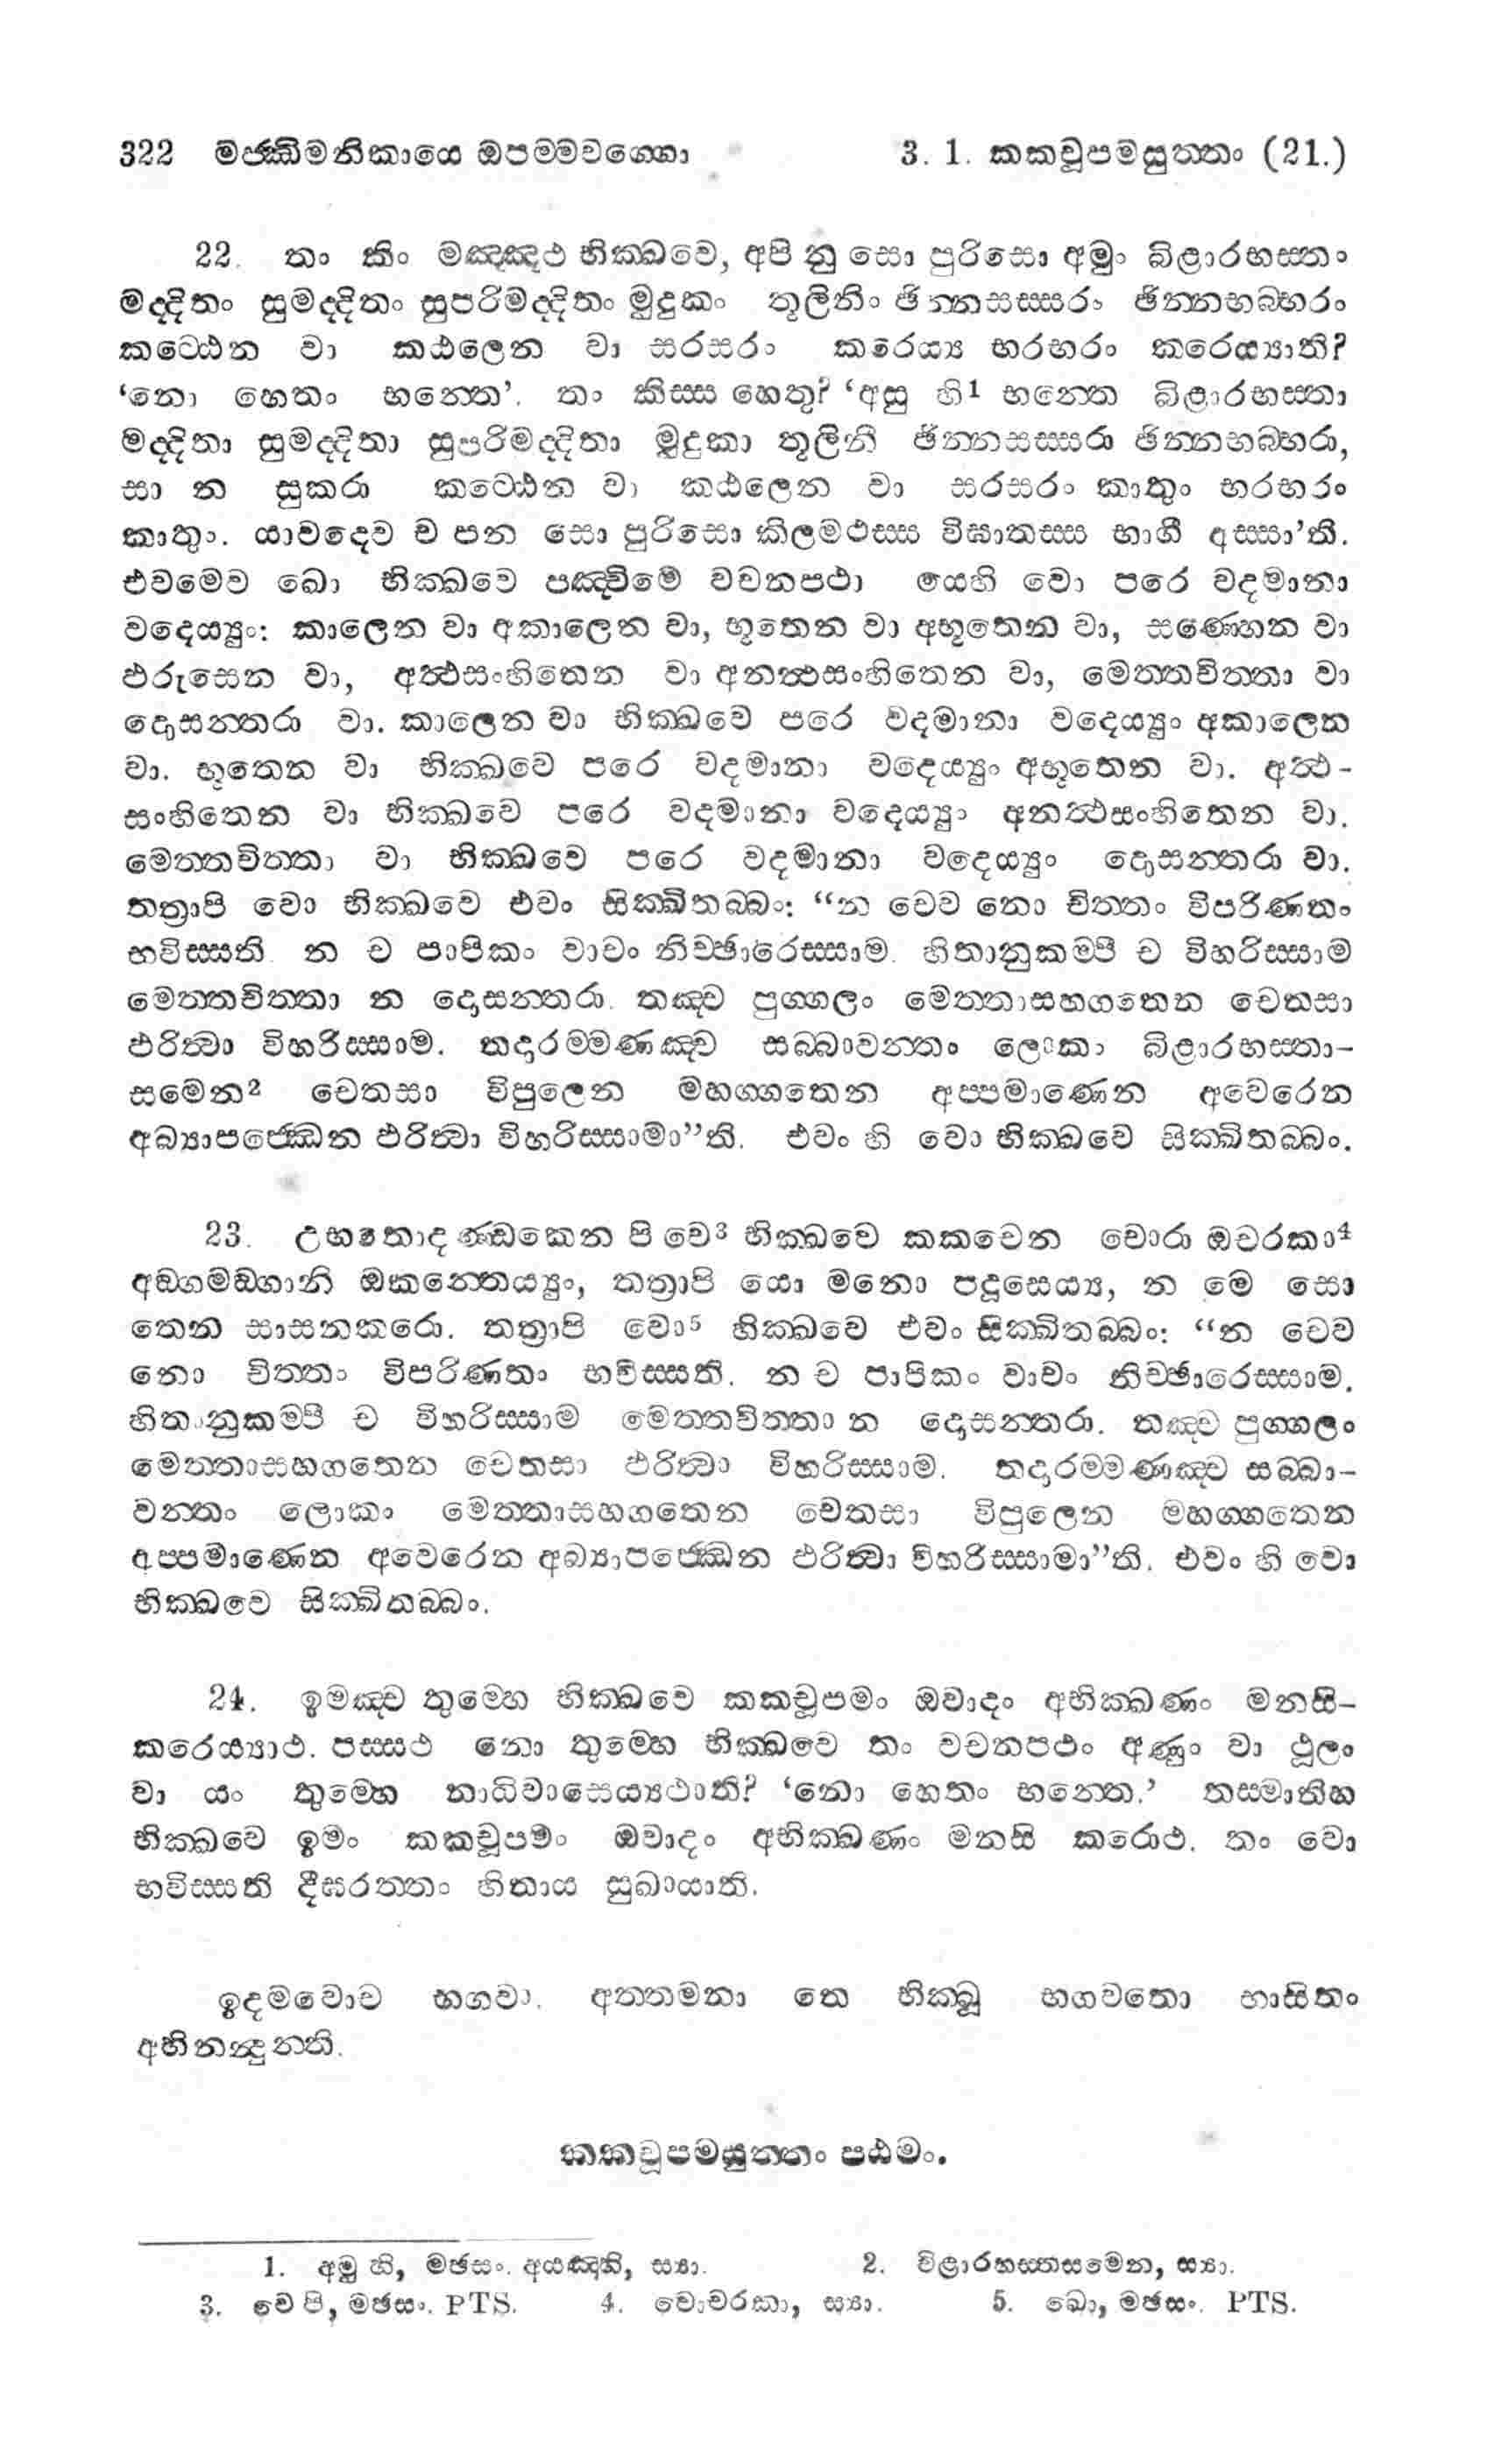 322 මජ්ඣිමනිකායෙ ඔපම්මවග්ගො 3. 1. කකචූපමසුත්තං (21.)
22. තං කිං මඤ්ඤථ භික්ඛවෙ, අපි නු සො පුරිසො අමුං බිළාරභස්තං
මද්දිතං සුමද්දිතං සුපරිමද්දිතං මුදුකං තූලිනිං ඡින්නසස්සරං ඡින්නභබ්භරං
කට්ඨෙන වා කඨලෙන වා සරසරං කරෙය්‍ය භරභරං කරෙය්‍යාති?
‘නො හෙතං භන්තෙ’. තං කිස්ස හෙතු? ‘අසු හි¹ භන්තෙ බිළාරභස්තා
මද්දිතා සුමද්දිතා සුපරිමද්දිතා මුදුකා තූලිනී ඡින්නසස්සරා ඡින්නභබ්භරා,
සා න සුකරා කට්ඨෙන වා කඨලෙන වා සරසරං කාතුං භරභරං
කාතුං. යාවදෙව ච පන සො පුරිසො කිලමථස්ස විඝාතස්ස භාගී අස්සා’ති.
එවමෙව ඛො භික්ඛවෙ පඤ්චිමෙ වචනපථා යෙහි වො පරෙ වදමානා
වදෙය්‍යුං: කාලෙන වා අකාලෙන වා, භූතෙන වා අභූතෙන වා, සණ්හෙන වා
ඵරුසෙන වා, අත්ථසංහිතෙන වා අනත්ථසංහිතෙන වා, මෙත්තචිත්තා වා
දොසන්තරා වා. කාලෙන වා භික්ඛවෙ පරෙ වදමානා වදෙය්‍යුං අකාලෙන
වා. භූතෙන වා භික්ඛවෙ පරෙ වදමානා වදෙය්‍යුං අභූතෙන වා. අත්ථ-
සංහිතෙන වා භික්ඛවෙ පරෙ වදමානා වදෙය්‍යුං අනත්ථසංහිතෙන වා.
මෙත්තචිත්තා වා භික්ඛවෙ පරෙ වදමානා වදෙය්‍යුං දොසන්තරා වා.
තත්‍රාපි වො භික්ඛවෙ එවං සික්ඛිතබ්බං: “න චෙව නො චිත්තං විපරිණතං
භවිස්සති. න ච පාපිකං වාචං නිච්ඡාරෙස්සාම. හිතානුකම්පී ච විහරිස්සාම
මෙත්තචිත්තා න දොසන්තරා. තඤ්ච පුග්ගලං මෙත්තාසහගතෙන චෙතසා
ඵරිත්වා විහරිස්සාම. තදාරම්මණඤ්ච සබ්බාවන්තං ලොකං බිළාරභස්තා-
සමෙන² චෙතසා විපුලෙන මහග්ගතෙන අප්පමාණෙන අවෙරෙන
අබ්‍යාපජ්ඣෙන ඵරිත්වා විහරිස්සාමා”ති. එවං හි වො භික්ඛවෙ සික්ඛිතබ්බං.
23. උභතොදණ්ඩකෙන පි වෙ³ භික්ඛවෙ කකචෙන චොරා ඔචරකා⁴
අඞ්ගමඞ්ගානි ඔකන්තෙය්‍යුං, තත්‍රාපි යො මනො පදූසෙය්‍ය, න මෙ සො
තෙන සාසනකරො. තත්‍රාපි වො⁵ භික්ඛවෙ එවං සික්ඛිතබ්බං: “න චෙව
නො චිත්තං විපරිණතං භවිස්සති. න ච පාපිකං වාචං නිච්ඡාරෙස්සාම.
හිතානුකම්පී ච විහරිස්සාම මෙත්තචිත්තා න දොසන්තරා. තඤ්ච පුග්ගලං
මෙත්තාසහගතෙන චෙතසා ඵරිත්වා විහරිස්සාම. තදාරම්මණඤ්ච සබ්බා-
වන්තං ලොකං මෙත්තාසහගතෙන චෙතසා විපුලෙන මහග්ගතෙන
අප්පමාණෙන අවෙරෙන අබ්‍යාපජ්ඣෙන ඵරිත්වා විහරිස්සාමා”ති. එවං හි වො
භික්ඛවෙ සික්ඛිතබ්බං.
24. ඉමඤ්ච තුම්හෙ භික්ඛවෙ කකචූපමං ඔවාදං අභික්ඛණං මනසි-
කරෙය්‍යාථ. පස්සථ නො තුම්හෙ භික්ඛවෙ තං වචනපථං අණුං වා ථූලං
වා යං තුම්හෙ නාධිවාසෙය්‍යථාති? ‘නො හෙතං භන්තෙ.’ තස්මාතිහ
භික්ඛවෙ ඉමං කකචූපමං ඔවාදං අභික්ඛණං මනසි කරොථ. තං වො
භවිස්සති දීඝරත්තං හිතාය සුඛායාති.
ඉදමවොච භගවා. අත්තමනා තෙ භික්ඛූ භගවතො භාසිතං
අභිනන්දුන්ති.
කකචූපමසුත්තං පඨමං.
1. අමු හි, මඡසං. අයඤ්හි, ස්‍යා. 2. විළාරභස්තසමෙන, ස්‍යා.
3. චෙ පි, මඡසං. PTS. 4. වොචරකා, ස්‍යා. 5. ඛො, මඡසං. PTS.